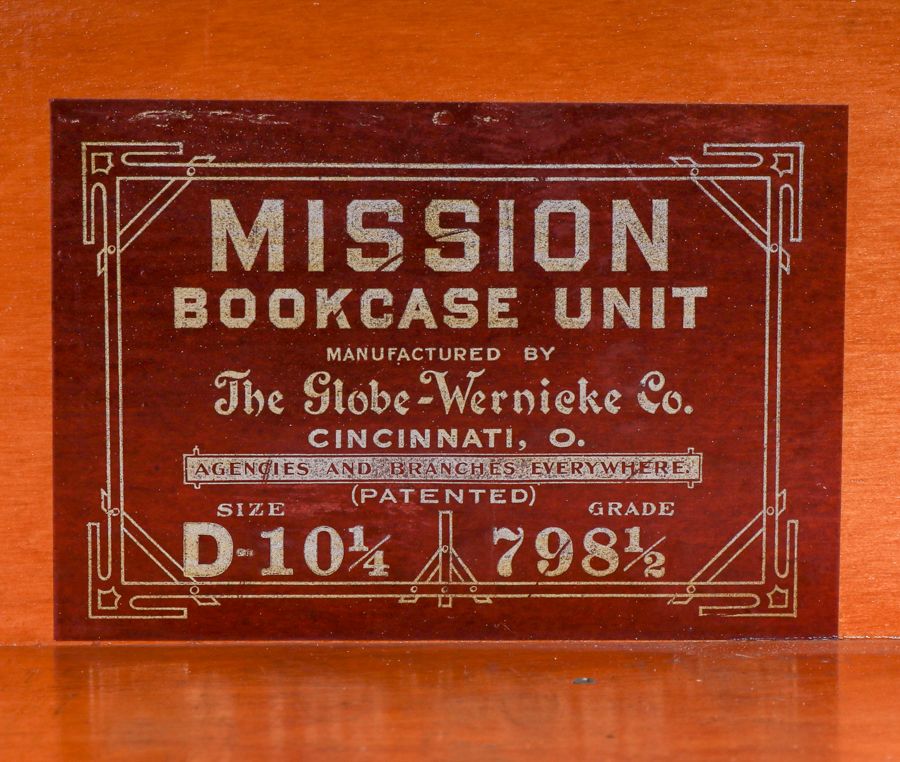 MISSION
BOOKCASE UNIT
MANUFACTURED BY
The Globe-Wernicke Co.
CINCINNATI, O.
AGENCIES AND BRANCHES EVERYWHERE.
(PATENTED)
SIZE GRADE
D-10¼ 798½